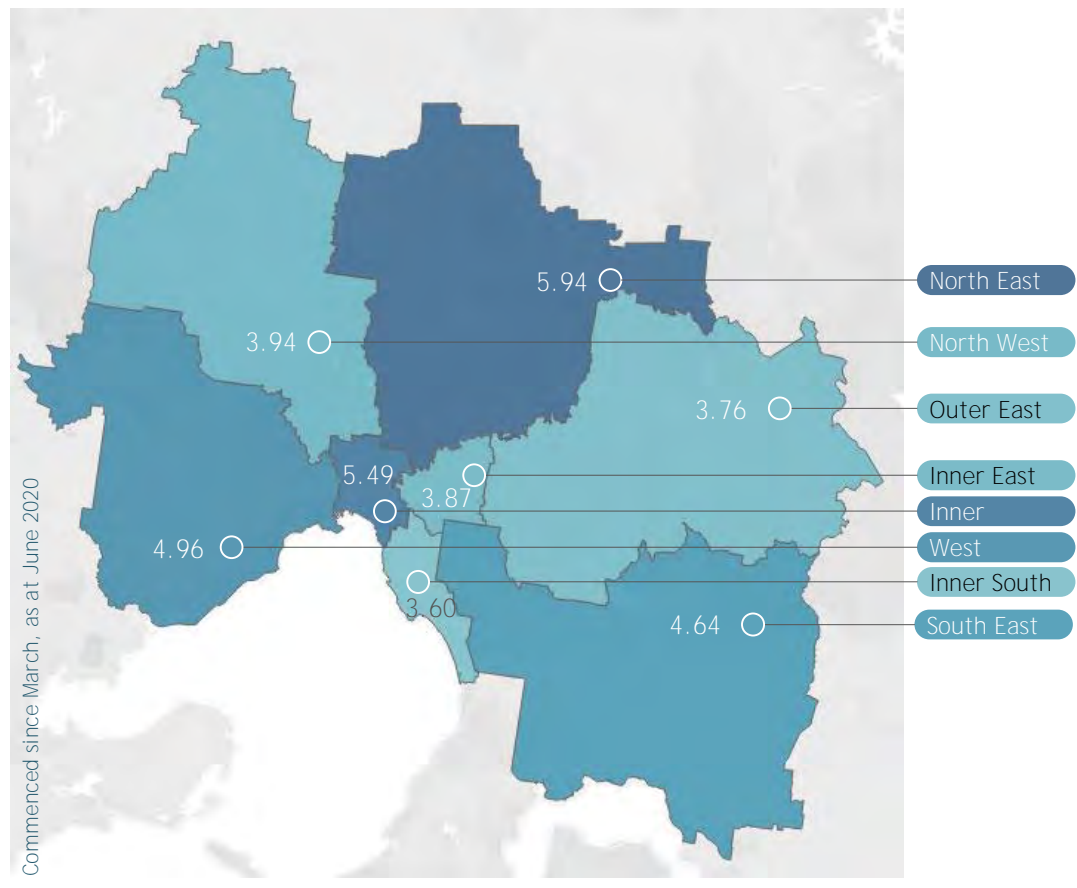 5.94
North East
3.94
North West
3.76
Outer East
5.49
3.87
Inner East
Inner
4.96
West
3.60
Inner South
4.64
South East
Commenced since March, as at June 2020